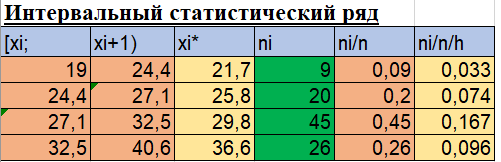 Интервальный статистический ряд
[xi; xi+1) xi* ni ni/n ni/n/h
19 24,4 21,7 9 0,09 0,033
24,4 27,1 25,8 20 0,2 0,074
27,1 32,5 29,8 45 0,45 0,167
32,5 40,6 36,6 26 0,26 0,096